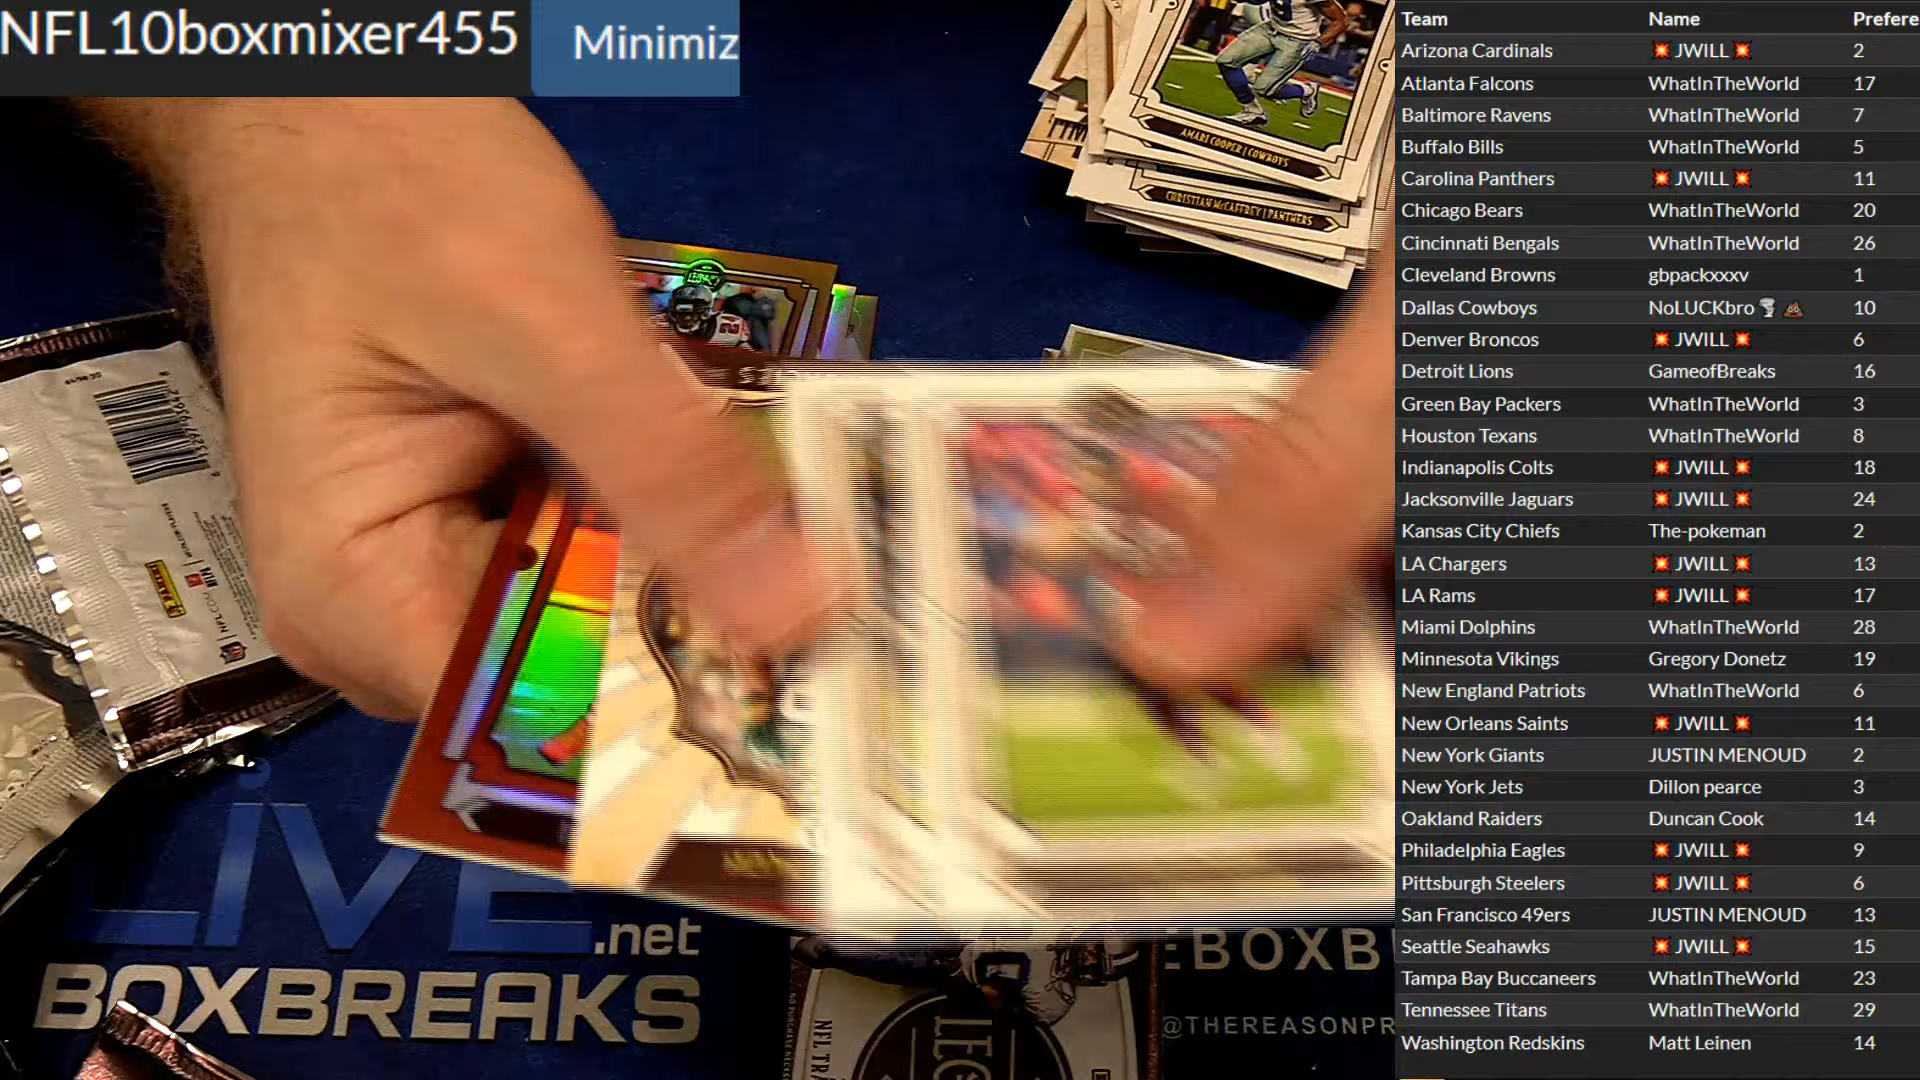 NFL10boxmixer455
Minimiz
AMARI COOPER | COWBOYS
CHRISTIAN McCAFFREY | PANTHERS
PANINI
NFL.COM
LIVE
.net
BOXBREAKS
EBOXB
@THEREASONPR
NFL TRA
Team Name Prefere
Arizona Cardinals 💥 JWILL 💥 2
Atlanta Falcons WhatInTheWorld 17
Baltimore Ravens WhatInTheWorld 7
Buffalo Bills WhatInTheWorld 5
Carolina Panthers 💥 JWILL 💥 11
Chicago Bears WhatInTheWorld 20
Cincinnati Bengals WhatInTheWorld 26
Cleveland Browns gbpackxxxv 1
Dallas Cowboys NoLUCKbro 🌪 💩 10
Denver Broncos 💥 JWILL 💥 6
Detroit Lions GameofBreaks 16
Green Bay Packers WhatInTheWorld 3
Houston Texans WhatInTheWorld 8
Indianapolis Colts 💥 JWILL 💥 18
Jacksonville Jaguars 💥 JWILL 💥 24
Kansas City Chiefs The-pokeman 2
LA Chargers 💥 JWILL 💥 13
LA Rams 💥 JWILL 💥 17
Miami Dolphins WhatInTheWorld 28
Minnesota Vikings Gregory Donetz 19
New England Patriots WhatInTheWorld 6
New Orleans Saints 💥 JWILL 💥 11
New York Giants JUSTIN MENOUD 2
New York Jets Dillon pearce 3
Oakland Raiders Duncan Cook 14
Philadelphia Eagles 💥 JWILL 💥 9
Pittsburgh Steelers 💥 JWILL 💥 6
San Francisco 49ers JUSTIN MENOUD 13
Seattle Seahawks 💥 JWILL 💥 15
Tampa Bay Buccaneers WhatInTheWorld 23
Tennessee Titans WhatInTheWorld 29
Washington Redskins Matt Leinen 14